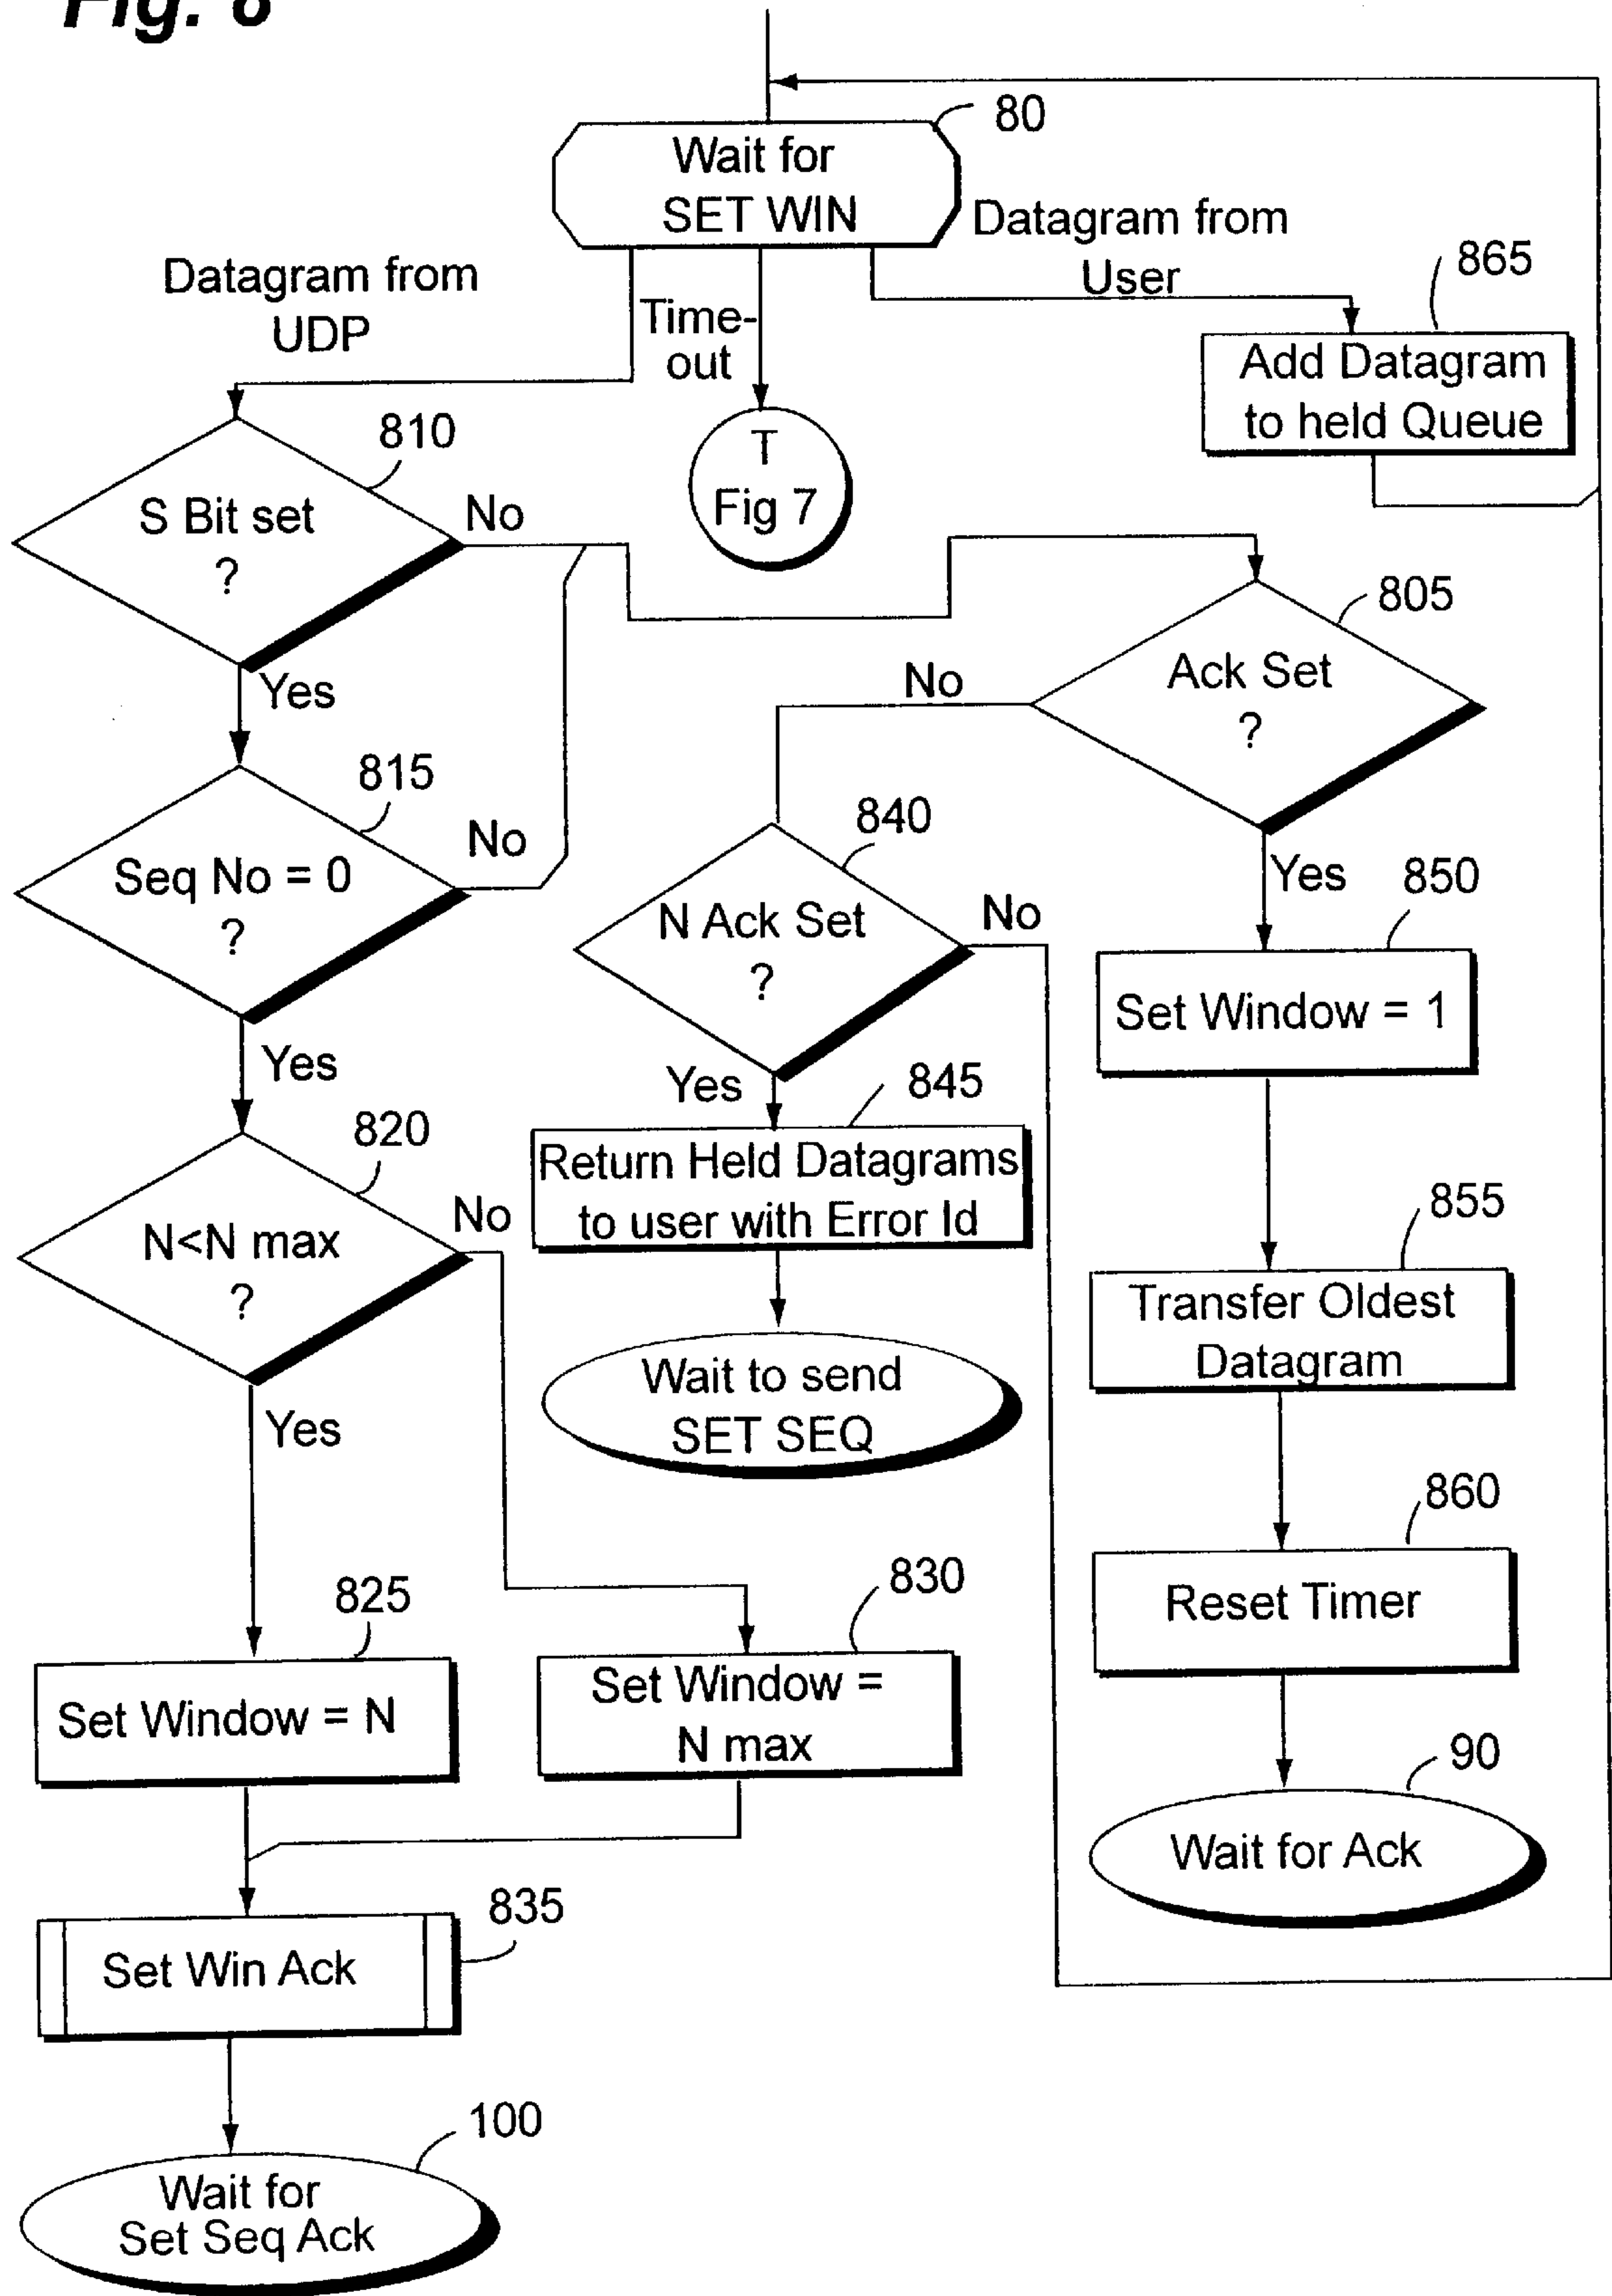 Fig. 8
80
Wait for
SET WIN
Datagram from
User
865
Datagram from
UDP
Time-
out
Add Datagram
to held Queue
T
Fig 7
810
S Bit set
?
No
Yes
805
Ack Set
?
No
Yes
815
Seq No = 0
?
No
Yes
840
N Ack Set
?
No
Yes
850
Set Window = 1
845
Return Held Datagrams
to user with Error Id
820
N<N max
?
No
Yes
855
Transfer Oldest
Datagram
Wait to send
SET SEQ
860
Reset Timer
825
Set Window = N
830
Set Window =
N max
90
Wait for Ack
835
Set Win Ack
100
Wait for
Set Seq Ack